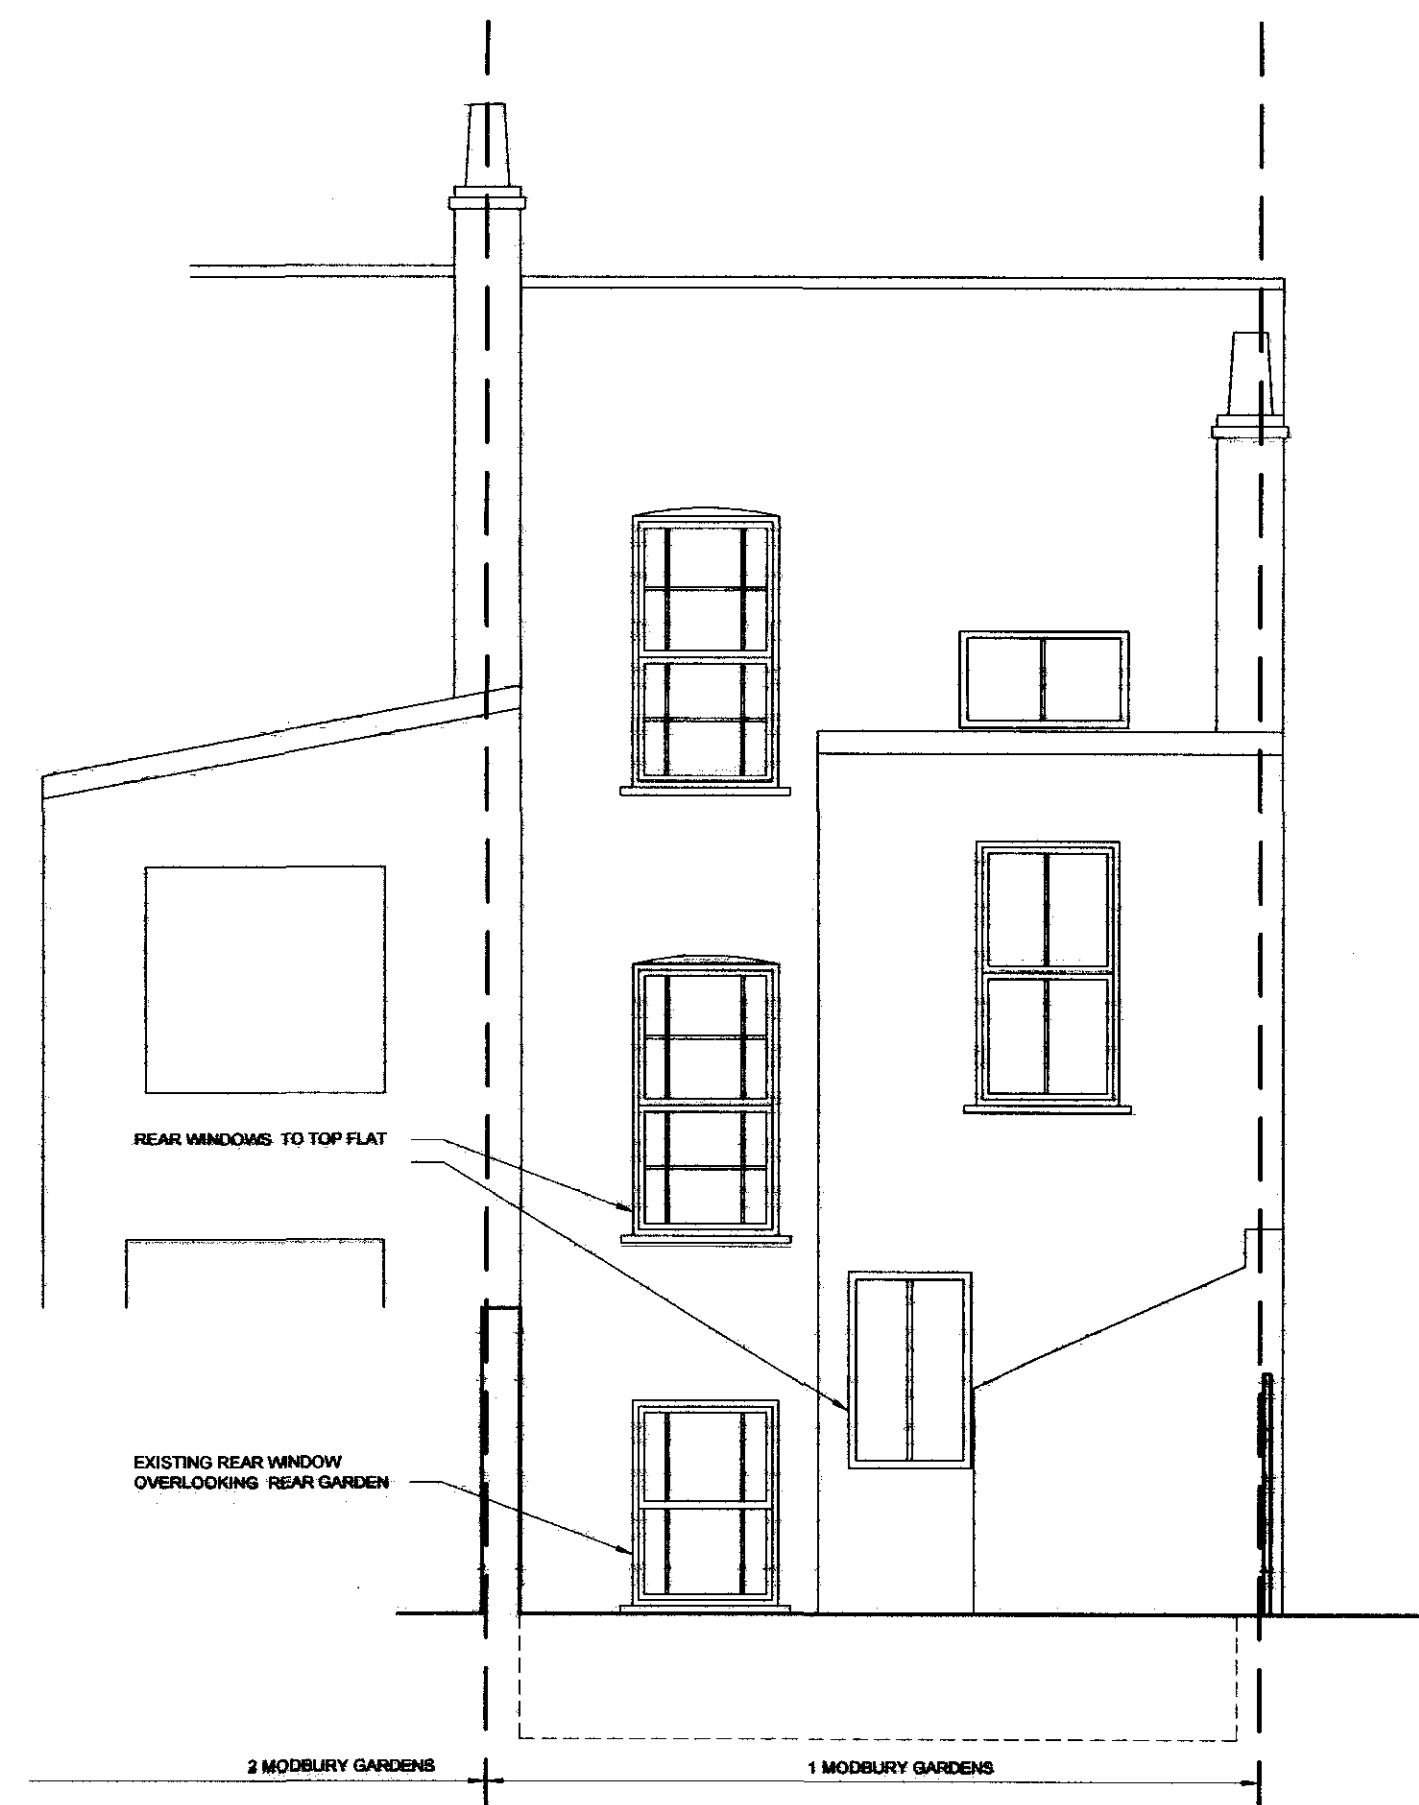 REAR WINDOWS TO TOP FLAT
EXISTING REAR WINDOW
OVERLOOKING REAR GARDEN
2 MODBURY GARDENS
1 MODBURY GARDENS